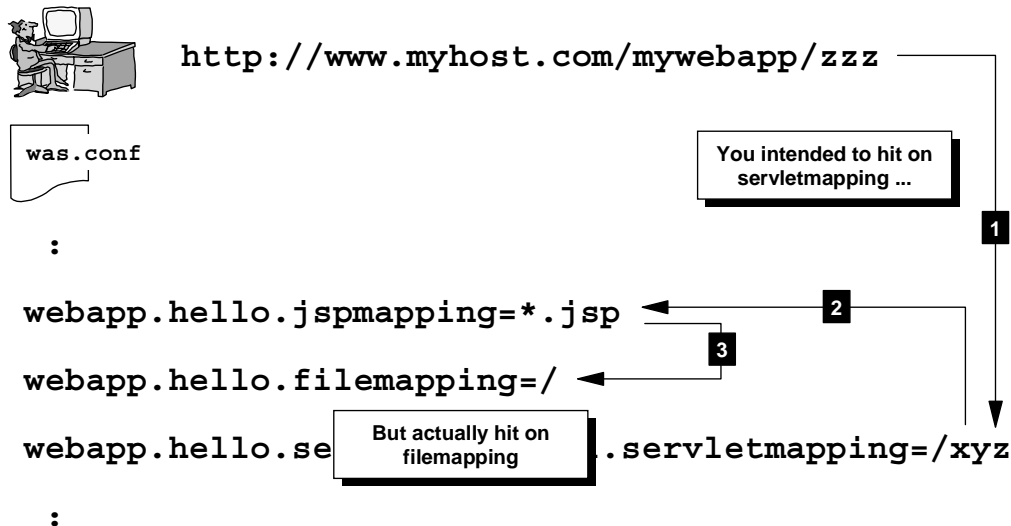 http://www.myhost.com/mywebapp/zzz
was.conf
You intended to hit on
servletmapping ...
1
:
webapp.hello.jspmapping=*.jsp
2
3
webapp.hello.filemapping=/
But actually hit on
filemapping
webapp.hello.se .servletmapping=/xyz
: